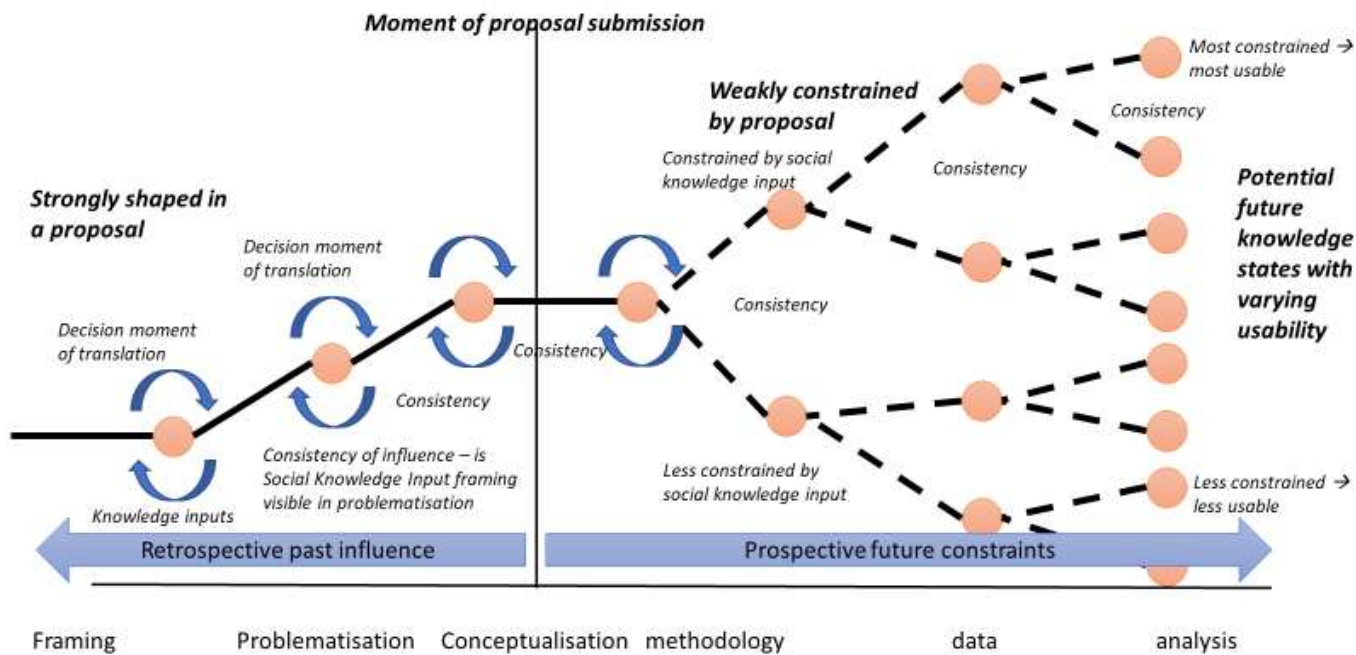 Moment of proposal submission
Most constrained →
most usable
Weakly constrained
by proposal
Consistency
Constrained by social
knowledge input
Consistency
Strongly shaped in
a proposal
Potential
future
knowledge
states with
varying
usability
Decision moment
of translation
Decision moment
of translation
Consistency
Consistency
Consistency
Consistency of influence – is
Social Knowledge Input framing
visible in problematisation
Less constrained by
social knowledge input
Less constrained →
less usable
Knowledge inputs
Retrospective past influence
Prospective future constraints
Framing
Problematisation
Conceptualisation
methodology
data
analysis